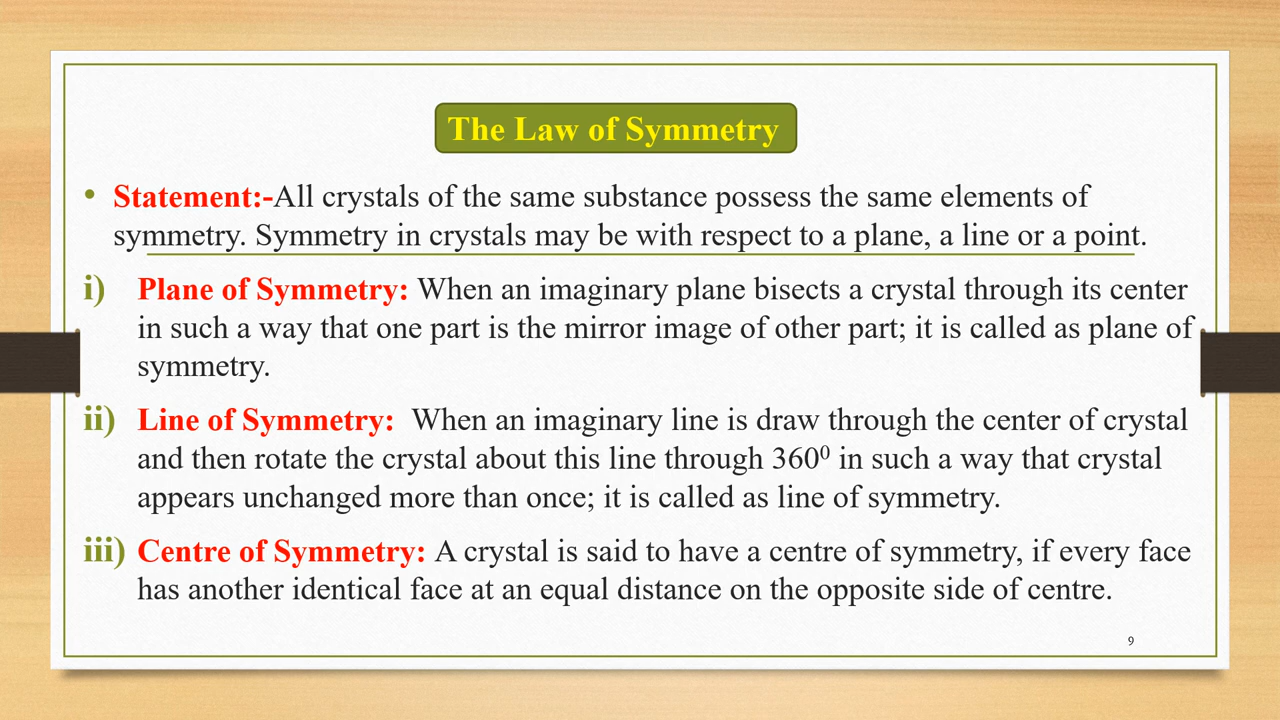 The Law of Symmetry
• Statement:-All crystals of the same substance possess the same elements of
symmetry. Symmetry in crystals may be with respect to a plane, a line or a point.
i) Plane of Symmetry: When an imaginary plane bisects a crystal through its center
in such a way that one part is the mirror image of other part; it is called as plane of
symmetry.
ii) Line of Symmetry: When an imaginary line is draw through the center of crystal
and then rotate the crystal about this line through 360⁰ in such a way that crystal
appears unchanged more than once; it is called as line of symmetry.
iii) Centre of Symmetry: A crystal is said to have a centre of symmetry, if every face
has another identical face at an equal distance on the opposite side of centre.
9